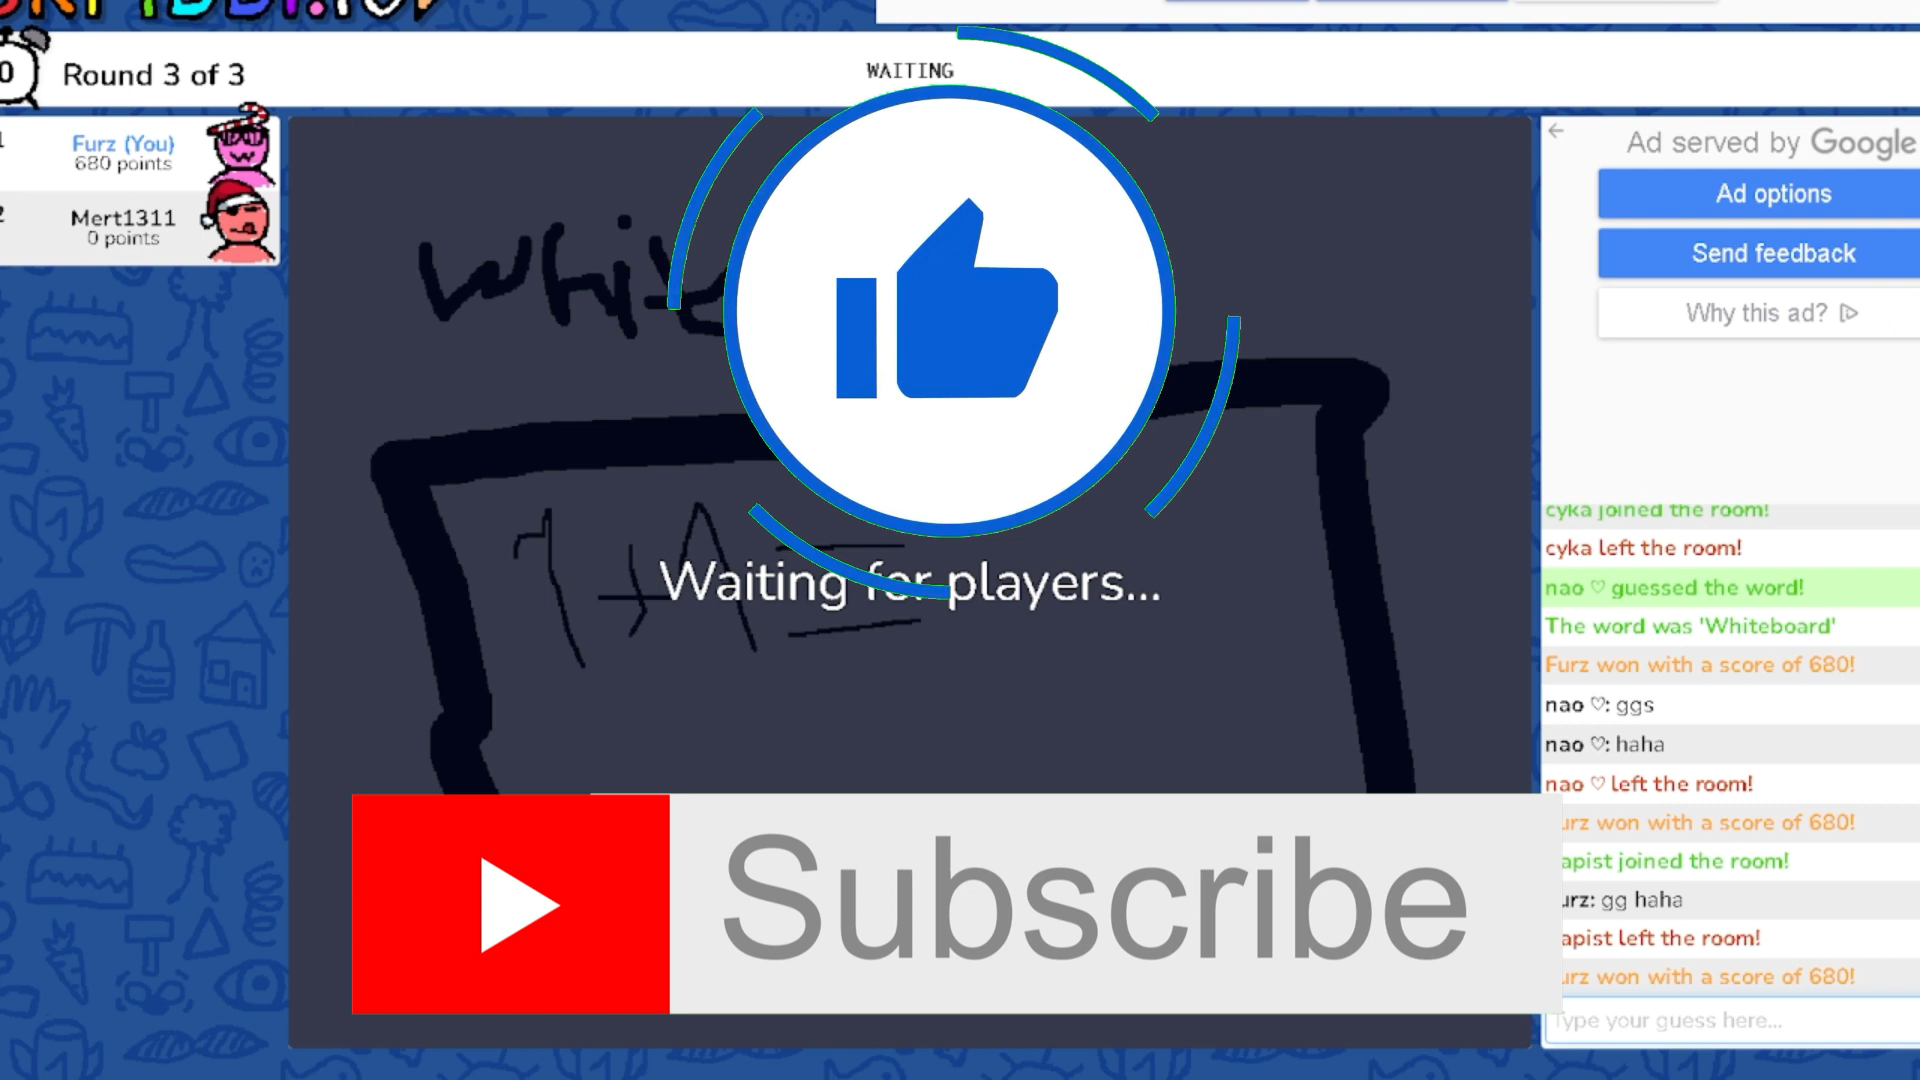 0
Round 3 of 3
WAITING
1
Furz (You)
680 points
2
Mert1311
0 points
Ad served by Google
Ad options
Send feedback
Why this ad?
Waiting for players...
cyka joined the room!
cyka left the room!
nao ♡ guessed the word!
The word was 'Whiteboard'
Furz won with a score of 680!
nao ♡: ggs
nao ♡: haha
nao ♡ left the room!
urz won with a score of 680!
apist joined the room!
urz: gg haha
apist left the room!
urz won with a score of 680!
Type your guess here...
Subscribe